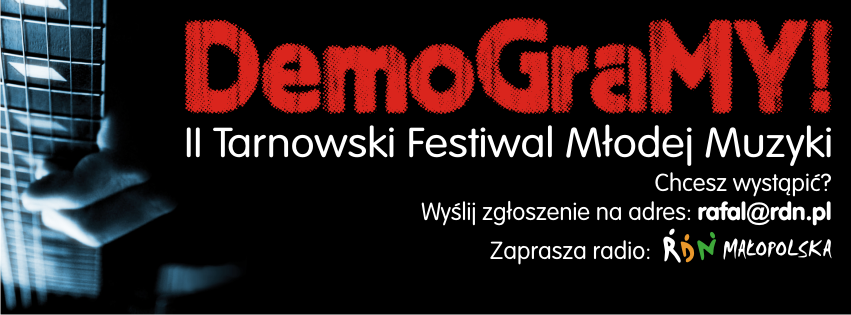 DemoGraMY!
II Tarnowski Festiwal Młodej Muzyki
Chcesz wystąpić?
Wyślij zgłoszenie na adres: rafal@rdn.pl
Zaprasza radio: RDN MAŁOPOLSKA